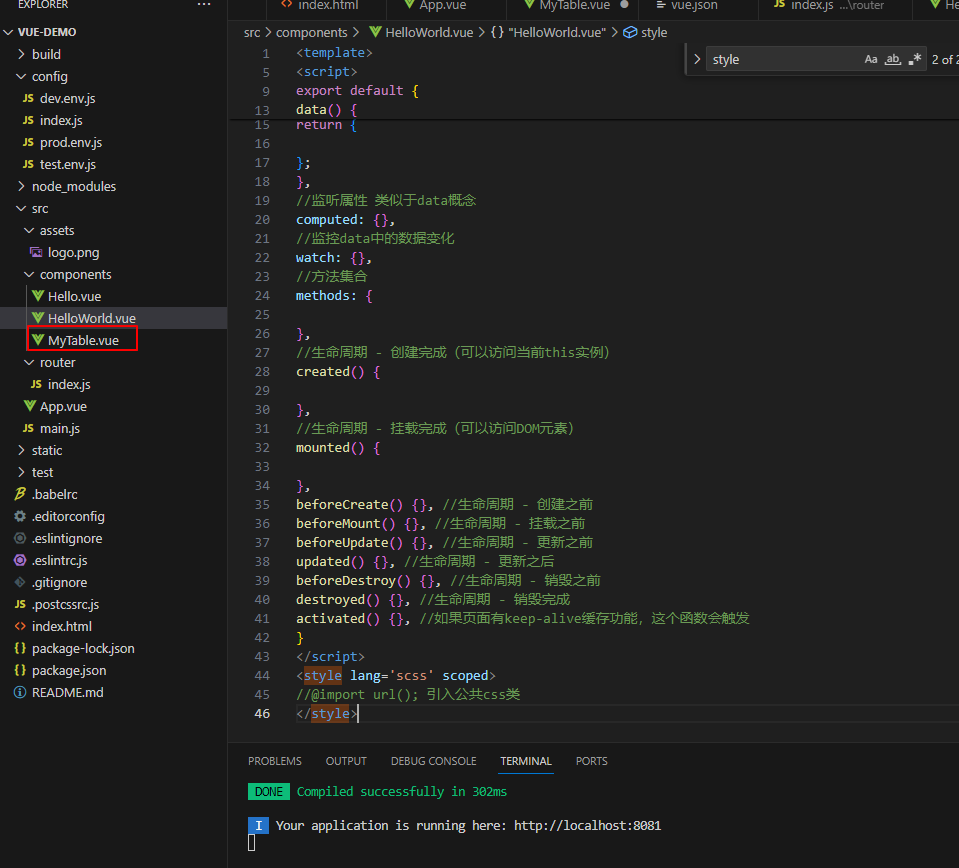 EXPLORER
···
index.html
App.vue
MyTable.vue
vue.json
JS index.js ...\router
He
VUE-DEMO
build
config
JS dev.env.js
JS index.js
JS prod.env.js
JS test.env.js
node_modules
src
assets
logo.png
components
Hello.vue
HelloWorld.vue
MyTable.vue
router
JS index.js
App.vue
JS main.js
static
test
.babelrc
.editorconfig
.eslintignore
.eslintrc.js
.gitignore
JS .postcssrc.js
<> index.html
{} package-lock.json
{} package.json
README.md
src > components > HelloWorld.vue > {} "HelloWorld.vue" > style
style
Aa ab .*
2 of 2
1 <template>
5 <script>
9 export default {
13 data() {
15 return {
16
17 };
18 },
19 //监听属性 类似于data概念
20 computed: {},
21 //监控data中的数据变化
22 watch: {},
23 //方法集合
24 methods: {
25
26 },
27 //生命周期 - 创建完成（可以访问当前this实例）
28 created() {
29
30 },
31 //生命周期 - 挂载完成（可以访问DOM元素）
32 mounted() {
33
34 },
35 beforeCreate() {}, //生命周期 - 创建之前
36 beforeMount() {}, //生命周期 - 挂载之前
37 beforeUpdate() {}, //生命周期 - 更新之前
38 updated() {}, //生命周期 - 更新之后
39 beforeDestroy() {}, //生命周期 - 销毁之前
40 destroyed() {}, //生命周期 - 销毁完成
41 activated() {}, //如果页面有keep-alive缓存功能，这个函数会触发
42 }
43 </script>
44 <style lang='scss' scoped>
45 //@import url(); 引入公共css类
46 </style>
PROBLEMS OUTPUT DEBUG CONSOLE TERMINAL PORTS
DONE Compiled successfully in 302ms
I Your application is running here: http://localhost:8081